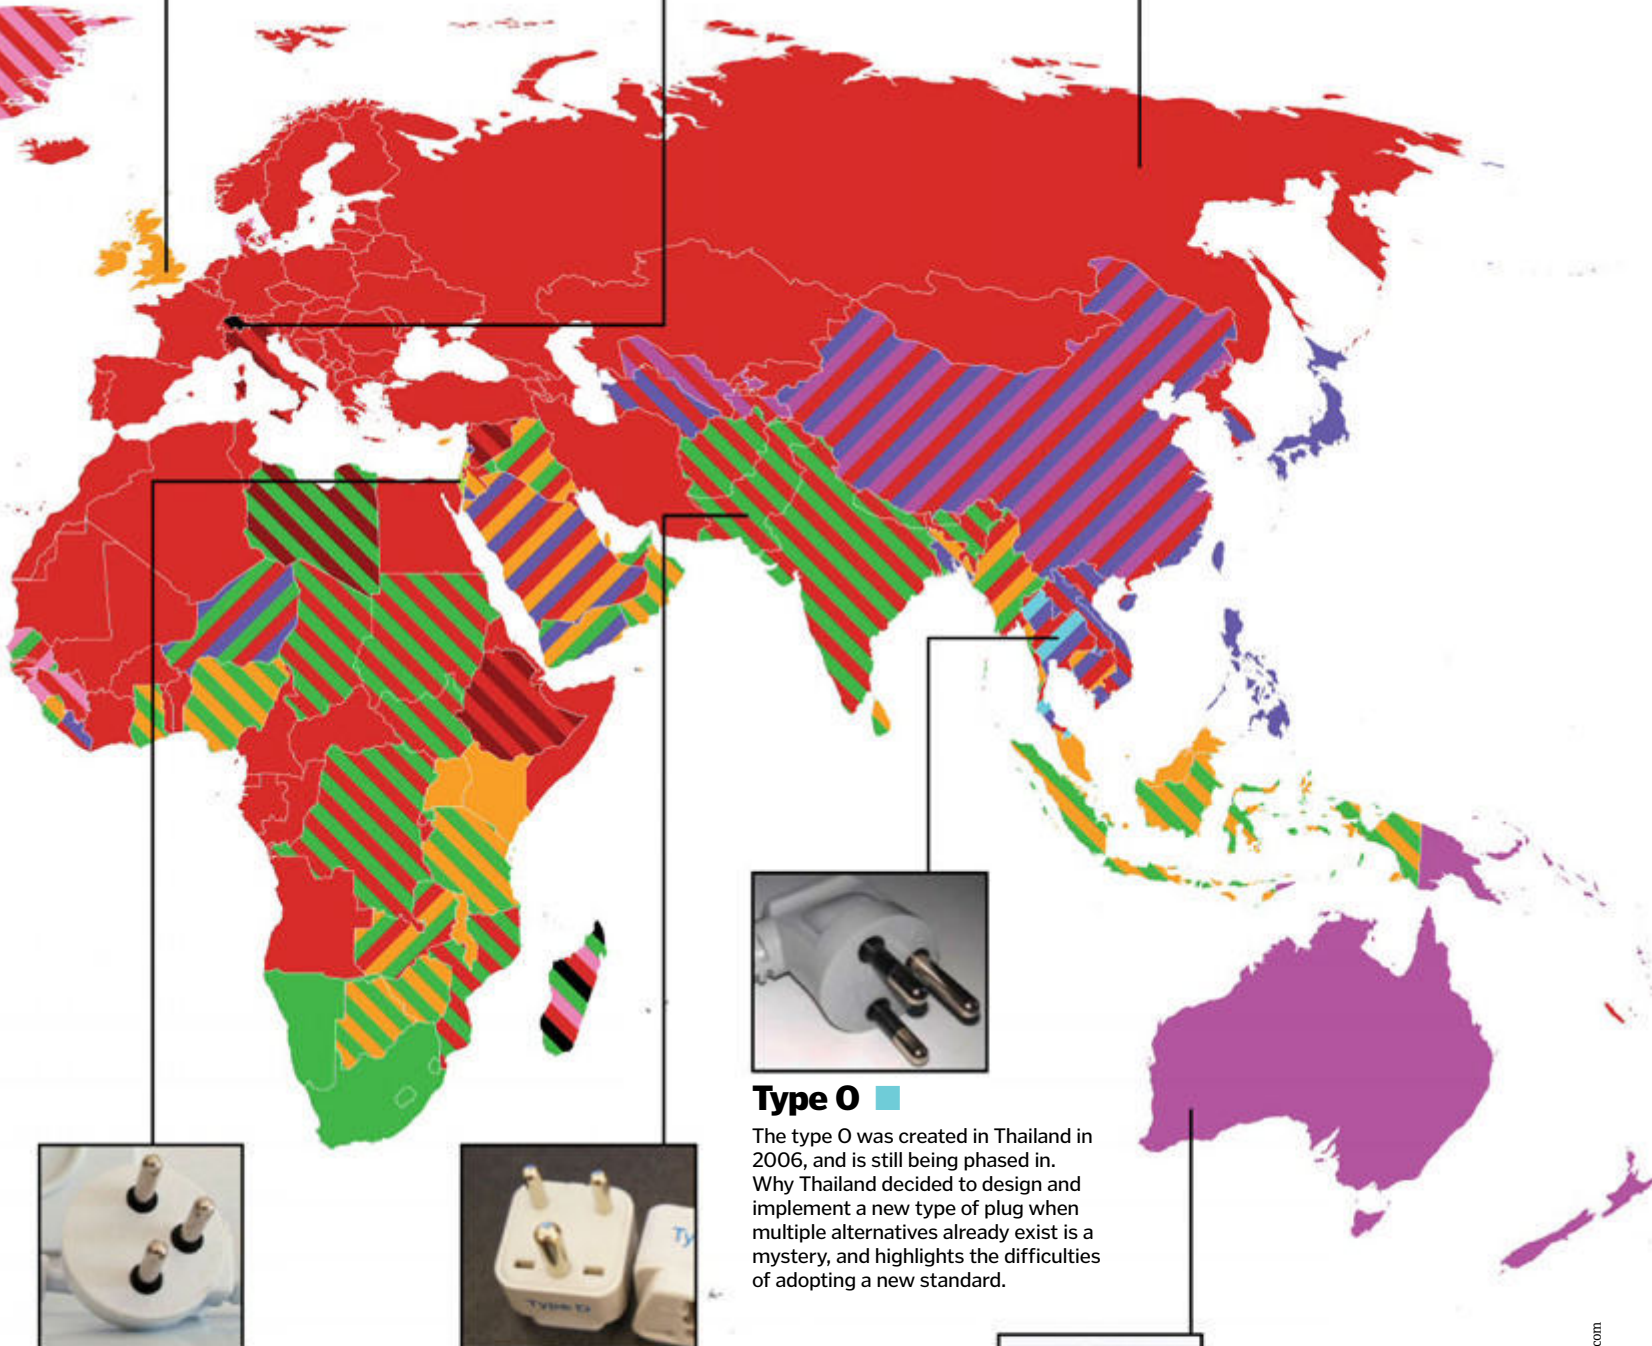 Type O
The type O was created in Thailand in
2006, and is still being phased in.
Why Thailand decided to design and
implement a new type of plug when
multiple alternatives already exist is a
mystery, and highlights the difficulties
of adopting a new standard.
Type D
Ty
com